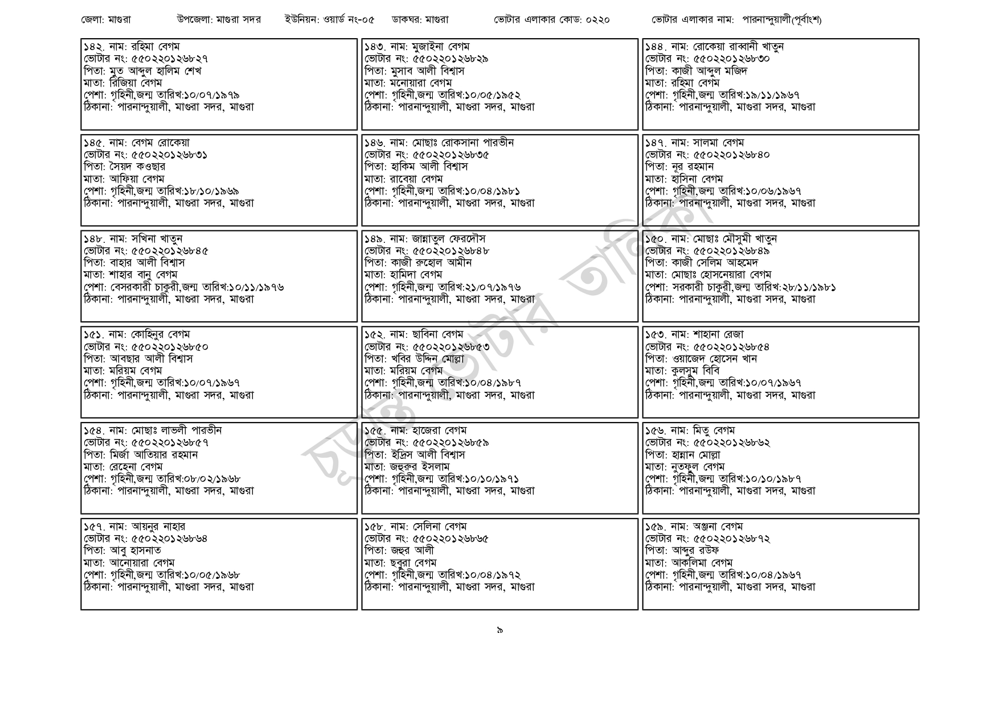 জেলা: মাগুরা উপজেলা: মাগুরা সদর ইউনিয়ন: ওয়ার্ড নং-০৫ ডাকঘর: মাগুরা ভোটার এলাকার কোড: ০২২০ ভোটার এলাকার নাম: পারনান্দুয়ালী(পূর্বাংশ)
১৪২. নাম: রহিমা বেগম
ভোটার নং: ৫৫০২২০১২৬৮২৭
পিতা: মৃত আব্দুল হালিম শেখ
মাতা: রিজিয়া বেগম
পেশা: গৃহিনী,জন্ম তারিখ:১০/০৭/১৯৭৯
ঠিকানা: পারনান্দুয়ালী, মাগুরা সদর, মাগুরা
১৪৩. নাম: মুজাইনা বেগম
ভোটার নং: ৫৫০২২০১২৬৮২৯
পিতা: মুসাব আলী বিশ্বাস
মাতা: মনোয়ারা বেগম
পেশা: গৃহিনী,জন্ম তারিখ:১০/০৫/১৯৫২
ঠিকানা: পারনান্দুয়ালী, মাগুরা সদর, মাগুরা
১৪৪. নাম: রোকেয়া রাব্বানী খাতুন
ভোটার নং: ৫৫০২২০১২৬৮৩০
পিতা: কাজী আব্দুল মজিদ
মাতা: রহিমা বেগম
পেশা: গৃহিনী,জন্ম তারিখ:১৯/১১/১৯৬৭
ঠিকানা: পারনান্দুয়ালী, মাগুরা সদর, মাগুরা
১৪৫. নাম: বেগম রোকেয়া
ভোটার নং: ৫৫০২২০১২৬৮৩১
পিতা: সৈয়দ কওছার
মাতা: আফিয়া বেগম
পেশা: গৃহিনী,জন্ম তারিখ:১৮/১০/১৯৬৯
ঠিকানা: পারনান্দুয়ালী, মাগুরা সদর, মাগুরা
১৪৬. নাম: মোছাঃ রোকসানা পারভীন
ভোটার নং: ৫৫০২২০১২৬৮৩৫
পিতা: হাকিম আলী বিশ্বাস
মাতা: রাবেয়া বেগম
পেশা: গৃহিনী,জন্ম তারিখ:১০/০৪/১৯৮১
ঠিকানা: পারনান্দুয়ালী, মাগুরা সদর, মাগুরা
১৪৭. নাম: সালমা বেগম
ভোটার নং: ৫৫০২২০১২৬৮৪০
পিতা: নূর রহমান
মাতা: হাসিনা বেগম
পেশা: গৃহিনী,জন্ম তারিখ:১০/০৬/১৯৬৭
ঠিকানা: পারনান্দুয়ালী, মাগুরা সদর, মাগুরা
১৪৮. নাম: সখিনা খাতুন
ভোটার নং: ৫৫০২২০১২৬৮৪৫
পিতা: বাহার আলী বিশ্বাস
মাতা: শাহার বানু বেগম
পেশা: বেসরকারী চাকুরী,জন্ম তারিখ:১০/১১/১৯৭৬
ঠিকানা: পারনান্দুয়ালী, মাগুরা সদর, মাগুরা
১৪৯. নাম: জান্নাতুল ফেরদৌস
ভোটার নং: ৫৫০২২০১২৬৮৪৮
পিতা: কাজী রুহোল আমীন
মাতা: হামিদা বেগম
পেশা: গৃহিনী,জন্ম তারিখ:২১/০৭/১৯৭৬
ঠিকানা: পারনান্দুয়ালী, মাগুরা সদর, মাগুরা
১৫০. নাম: মোছাঃ মৌসুমী খাতুন
ভোটার নং: ৫৫০২২০১২৬৮৪৯
পিতা: কাজী সেলিম আহমেদ
মাতা: মোছাঃ হোসনেয়ারা বেগম
পেশা: সরকারী চাকুরী,জন্ম তারিখ:২৮/১১/১৯৮১
ঠিকানা: পারনান্দুয়ালী, মাগুরা সদর, মাগুরা
১৫১. নাম: কোহিনুর বেগম
ভোটার নং: ৫৫০২২০১২৬৮৫০
পিতা: আবছার আলী বিশ্বাস
মাতা: মরিয়ম বেগম
পেশা: গৃহিনী,জন্ম তারিখ:১০/০৭/১৯৬৭
ঠিকানা: পারনান্দুয়ালী, মাগুরা সদর, মাগুরা
১৫২. নাম: ছাবিনা বেগম
ভোটার নং: ৫৫০২২০১২৬৮৫৩
পিতা: খবির উদ্দিন মোল্লা
মাতা: মরিয়ম বেগম
পেশা: গৃহিনী,জন্ম তারিখ:১০/০৪/১৯৮৭
ঠিকানা: পারনান্দুয়ালী, মাগুরা সদর, মাগুরা
১৫৩. নাম: শাহানা রেজা
ভোটার নং: ৫৫০২২০১২৬৮৫৪
পিতা: ওয়াজেদ হোসেন খান
মাতা: কুলসুম বিবি
পেশা: গৃহিনী,জন্ম তারিখ:১০/০৭/১৯৬৭
ঠিকানা: পারনান্দুয়ালী, মাগুরা সদর, মাগুরা
১৫৪. নাম: মোছাঃ লাভলী পারভীন
ভোটার নং: ৫৫০২২০১২৬৮৫৭
পিতা: মির্জা আতিয়ার রহমান
মাতা: রেহেনা বেগম
পেশা: গৃহিনী,জন্ম তারিখ:০৮/০২/১৯৬৮
ঠিকানা: পারনান্দুয়ালী, মাগুরা সদর, মাগুরা
১৫৫. নাম: হাজেরা বেগম
ভোটার নং: ৫৫০২২০১২৬৮৫৯
পিতা: ইদ্রিস আলী বিশ্বাস
মাতা: জহুরুর ইসলাম
পেশা: গৃহিনী,জন্ম তারিখ:১০/১০/১৯৭১
ঠিকানা: পারনান্দুয়ালী, মাগুরা সদর, মাগুরা
১৫৬. নাম: মিতু বেগম
ভোটার নং: ৫৫০২২০১২৬৮৬২
পিতা: হান্নান মোল্লা
মাতা: নুতফুল বেগম
পেশা: গৃহিনী,জন্ম তারিখ:১০/১০/১৯৮৭
ঠিকানা: পারনান্দুয়ালী, মাগুরা সদর, মাগুরা
১৫৭. নাম: আয়নুর নাহার
ভোটার নং: ৫৫০২২০১২৬৮৬৪
পিতা: আবু হাসনাত
মাতা: আনোয়ারা বেগম
পেশা: গৃহিনী,জন্ম তারিখ:১০/০৫/১৯৬৮
ঠিকানা: পারনান্দুয়ালী, মাগুরা সদর, মাগুরা
১৫৮. নাম: সেলিনা বেগম
ভোটার নং: ৫৫০২২০১২৬৮৬৫
পিতা: জহুর আলী
মাতা: ছবুরা বেগম
পেশা: গৃহিনী,জন্ম তারিখ:১০/০৪/১৯৭২
ঠিকানা: পারনান্দুয়ালী, মাগুরা সদর, মাগুরা
১৫৯. নাম: অঞ্জনা বেগম
ভোটার নং: ৫৫০২২০১২৬৮৭২
পিতা: আব্দুর রউফ
মাতা: আকলিমা বেগম
পেশা: গৃহিনী,জন্ম তারিখ:১০/০৪/১৯৬৭
ঠিকানা: পারনান্দুয়ালী, মাগুরা সদর, মাগুরা
চূড়ান্ত ভোটার তালিকা
৯